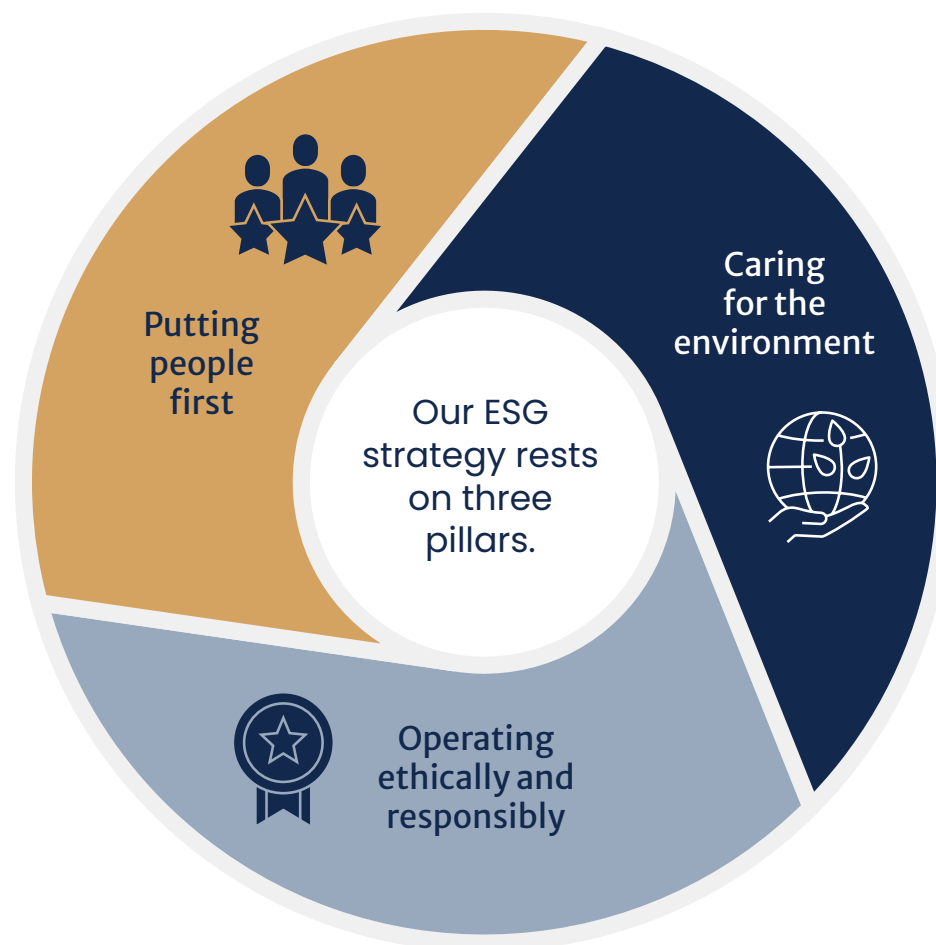 Putting
people
first
Caring
for the
environment
Our ESG
strategy rests
on three
pillars.
Operating
ethically and
responsibly